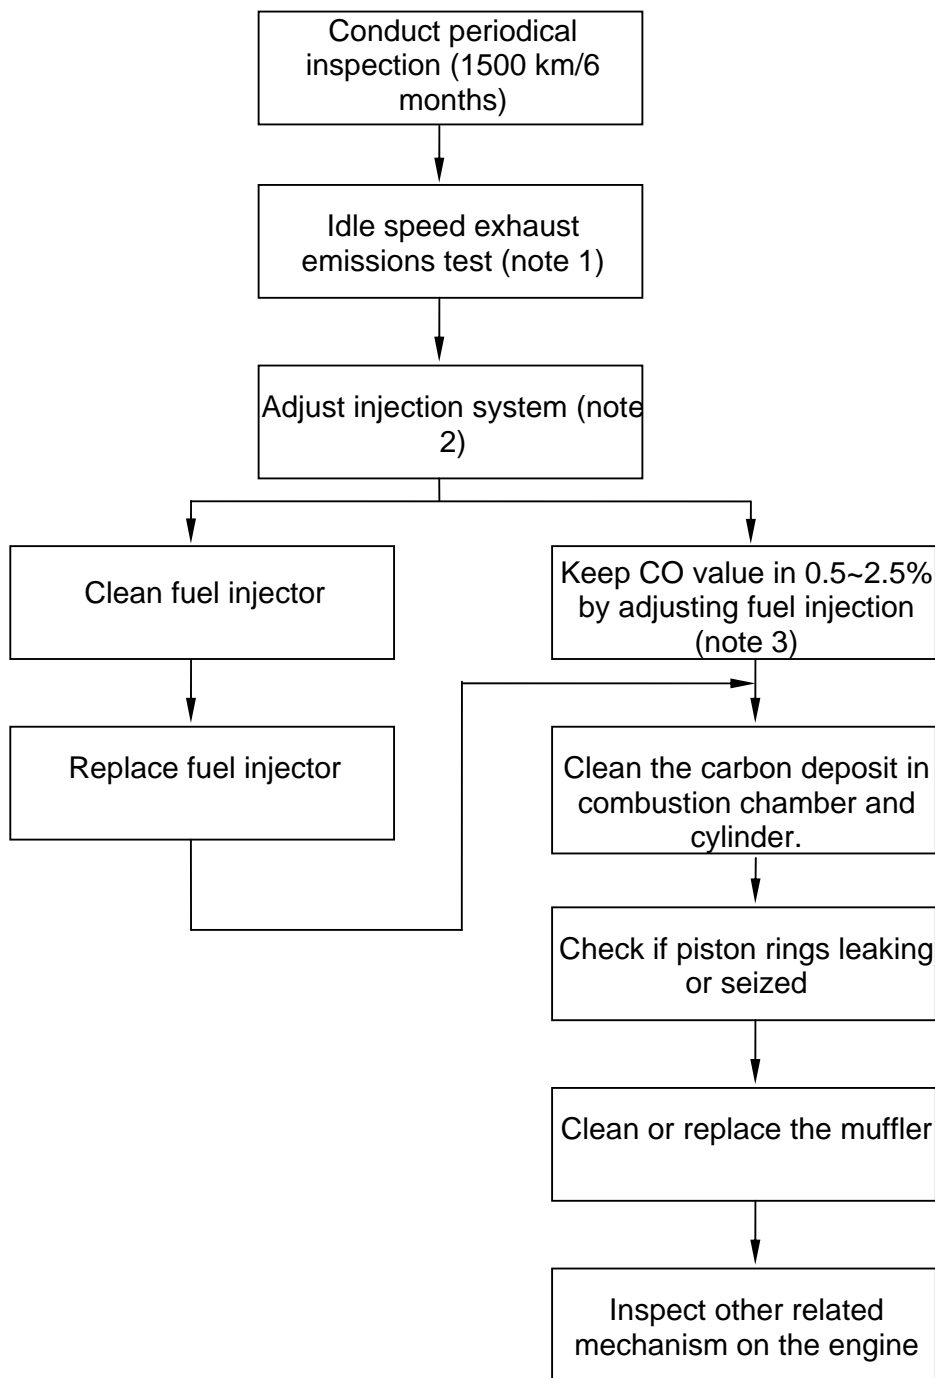 Conduct periodical
inspection (1500 km/6
months)
Idle speed exhaust
emissions test (note 1)
Adjust injection system (note
2)
Clean fuel injector
Keep CO value in 0.5~2.5%
by adjusting fuel injection
(note 3)
Replace fuel injector
Clean the carbon deposit in
combustion chamber and
cylinder.
Check if piston rings leaking
or seized
Clean or replace the muffler
Inspect other related
mechanism on the engine